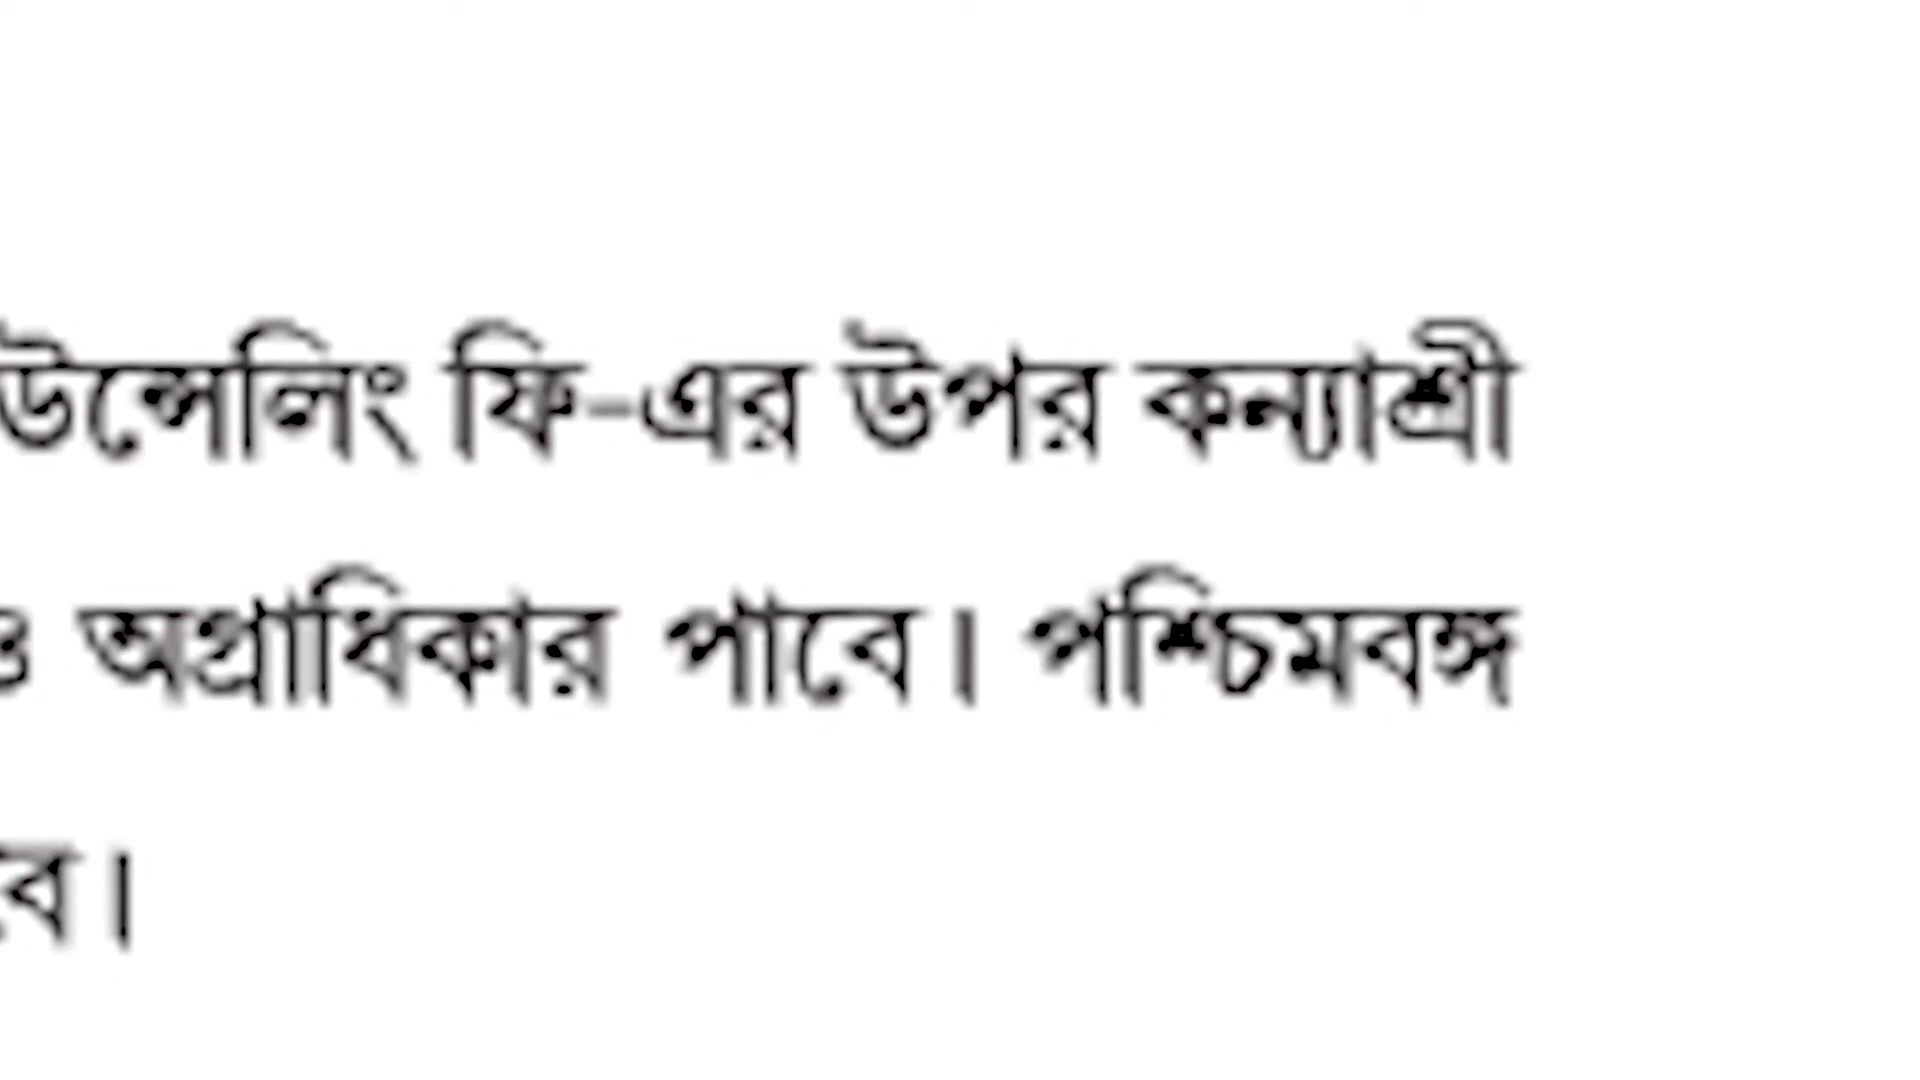 উন্সেলিং ফি-এর উপর কন্যাশ্রী
ও অগ্রাধিকার পাবে। পশ্চিমবঙ্গ
বে।